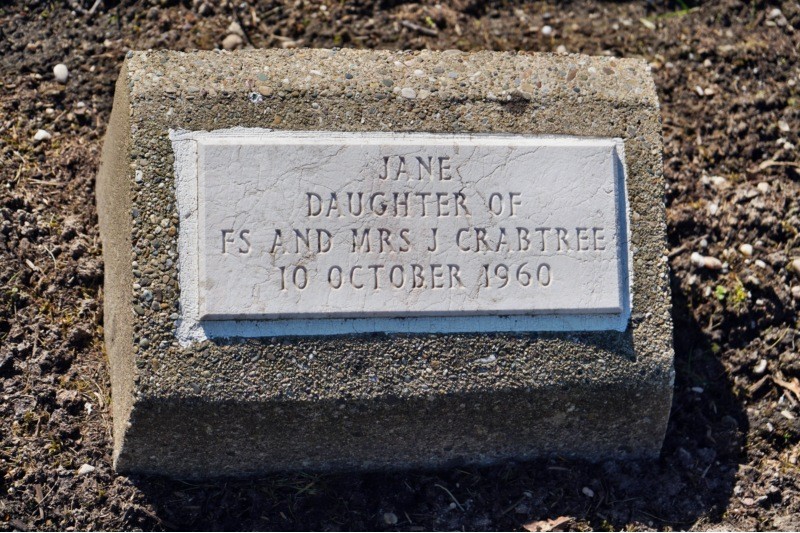 JANE
DAUGHTER OF
FS AND MRS J CRABTREE
10 OCTOBER 1960